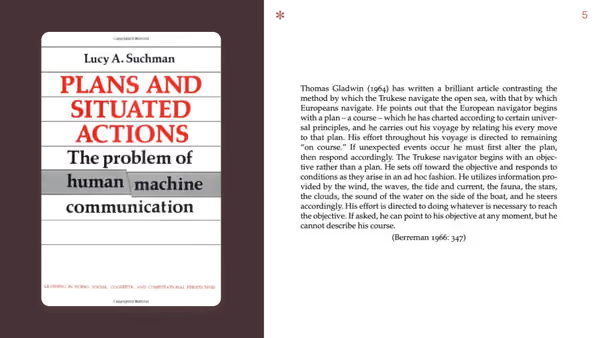 Copyrighted Material
Lucy A. Suchman
PLANS AND
SITUATED
ACTIONS
The problem of
human machine
communication
LEARNING IN DOING: SOCIAL, COGNITIVE, AND COMPUTATIONAL PERSPECTIVES
Copyrighted Material
*
5
Thomas Gladwin (1964) has written a brilliant article contrasting the
method by which the Trukese navigate the open sea, with that by which
Europeans navigate. He points out that the European navigator begins
with a plan – a course – which he has charted according to certain univer-
sal principles, and he carries out his voyage by relating his every move
to that plan. His effort throughout his voyage is directed to remaining
“on course.” If unexpected events occur he must first alter the plan,
then respond accordingly. The Trukese navigator begins with an objec-
tive rather than a plan. He sets off toward the objective and responds to
conditions as they arise in an ad hoc fashion. He utilizes information pro-
vided by the wind, the waves, the tide and current, the fauna, the stars,
the clouds, the sound of the water on the side of the boat, and he steers
accordingly. His effort is directed to doing whatever is necessary to reach
the objective. If asked, he can point to his objective at any moment, but he
cannot describe his course.
(Berreman 1966: 347)